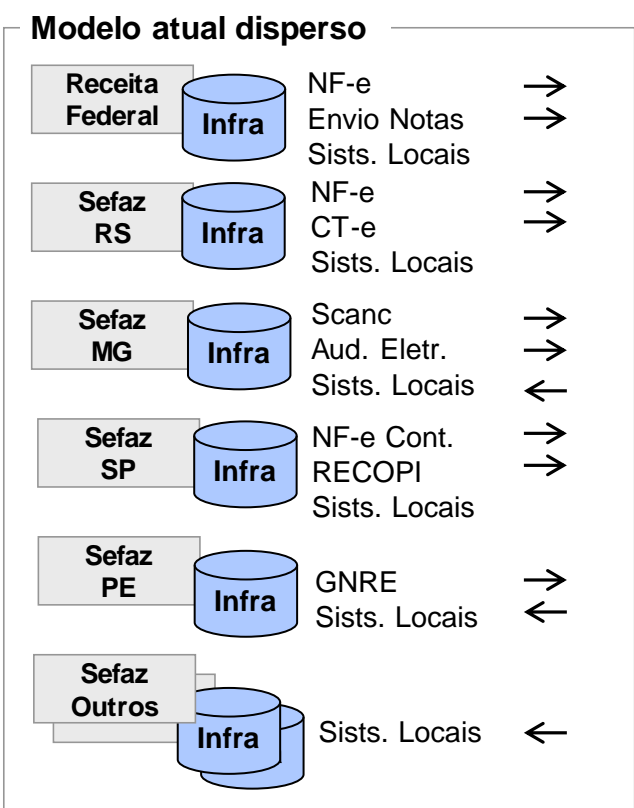 Modelo atual disperso
Receita
Federal
Infra
NF-e
Envio Notas
Sists. Locais
Sefaz
RS
Infra
NF-e
CT-e
Sists. Locais
Sefaz
MG
Infra
Scanc
Aud. Eletr.
Sists. Locais
Sefaz
SP
Infra
NF-e Cont.
RECOPI
Sists. Locais
Sefaz
PE
Infra
GNRE
Sists. Locais
Sefaz
Outros
Infra
Sists. Locais